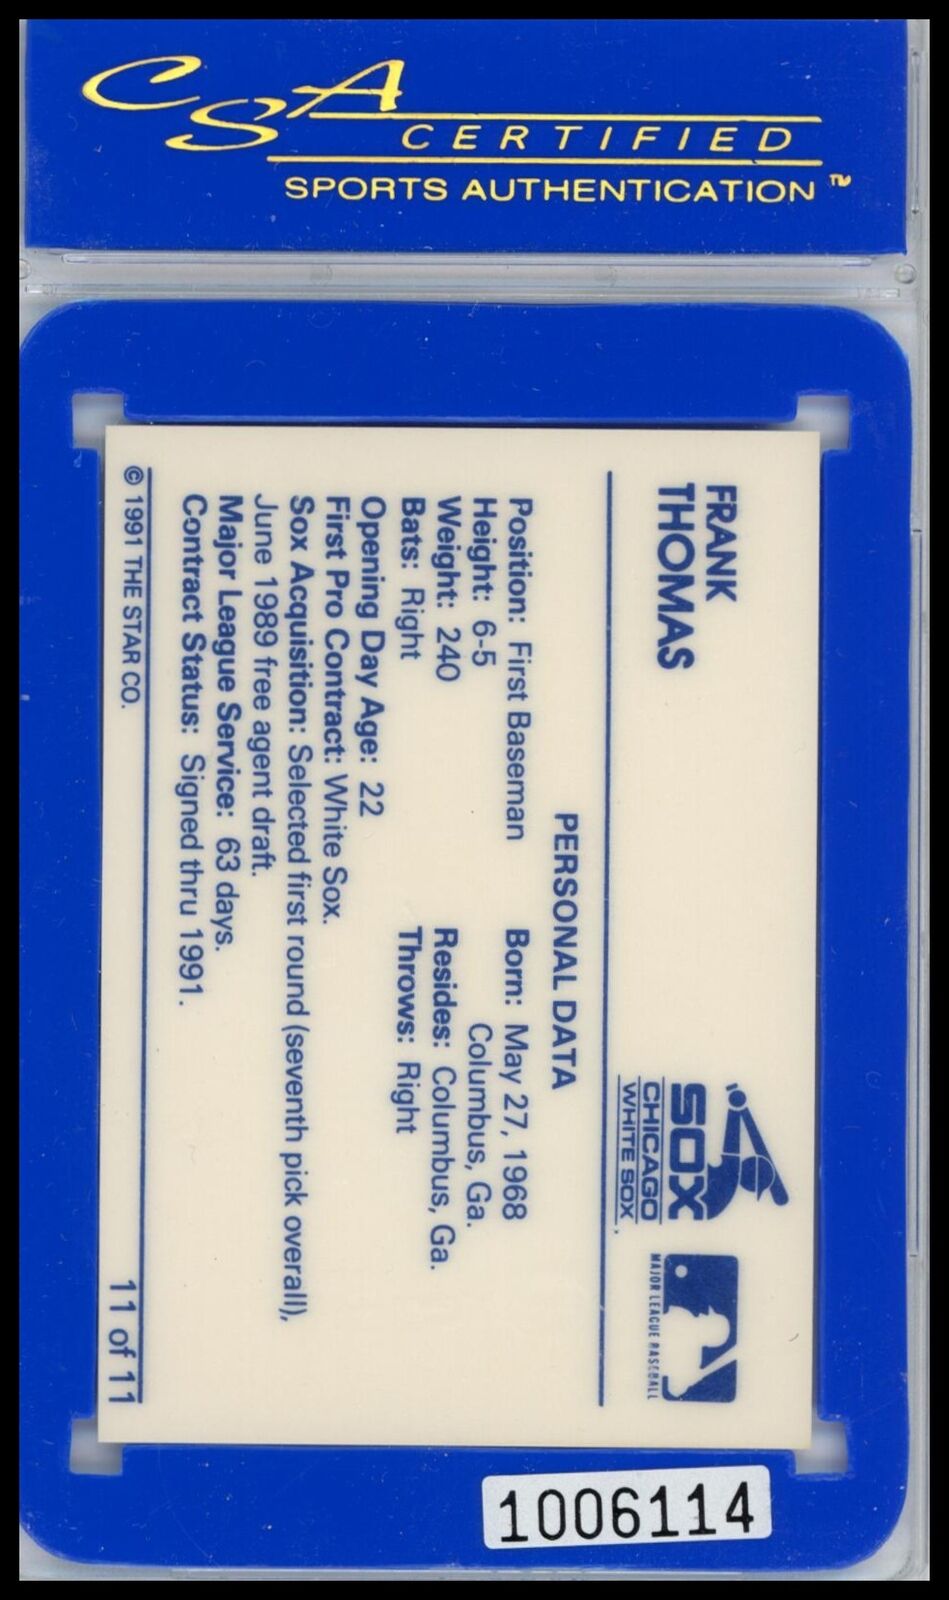 CSA
CERTIFIED
SPORTS AUTHENTICATION™
FRANK
THOMAS
SOX
CHICAGO
WHITE SOX
MAJOR LEAGUE BASEBALL
PERSONAL DATA
Position: First Baseman Born: May 27, 1968
Height: 6-5 Columbus, Ga.
Weight: 240 Resides: Columbus, Ga.
Bats: Right Throws: Right
Opening Day Age: 22
First Pro Contract: White Sox.
Sox Acquisition: Selected first round (seventh pick overall),
June 1989 free agent draft.
Major League Service: 63 days.
Contract Status: Signed thru 1991.
© 1991 THE STAR CO. 11 of 11
1006114